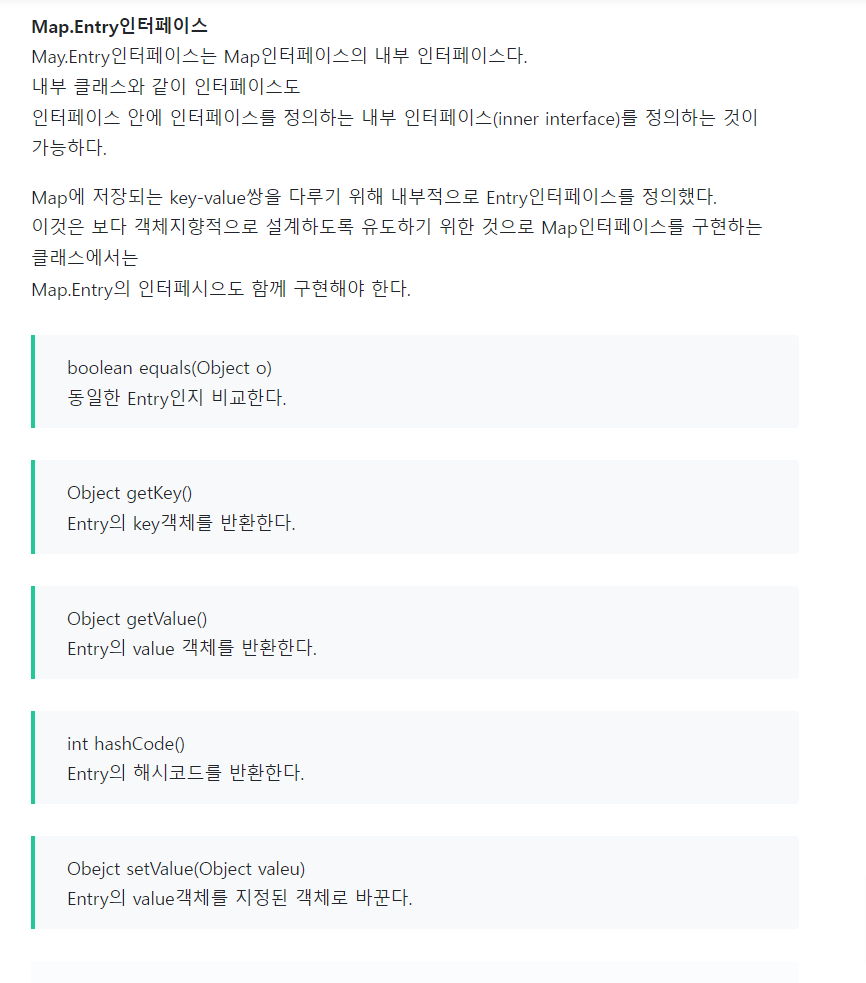 Map.Entry인터페이스
May.Entry인터페이스는 Map인터페이스의 내부 인터페이스다.
내부 클래스와 같이 인터페이스도
인터페이스 안에 인터페이스를 정의하는 내부 인터페이스(inner interface)를 정의하는 것이
가능하다.
Map에 저장되는 key-value쌍을 다루기 위해 내부적으로 Entry인터페이스를 정의했다.
이것은 보다 객체지향적으로 설계하도록 유도하기 위한 것으로 Map인터페이스를 구현하는
클래스에서는
Map.Entry의 인터페시으도 함께 구현해야 한다.
boolean equals(Object o)
동일한 Entry인지 비교한다.
Object getKey()
Entry의 key객체를 반환한다.
Object getValue()
Entry의 value 객체를 반환한다.
int hashCode()
Entry의 해시코드를 반환한다.
Obejct setValue(Object valeu)
Entry의 value객체를 지정된 객체로 바꾼다.